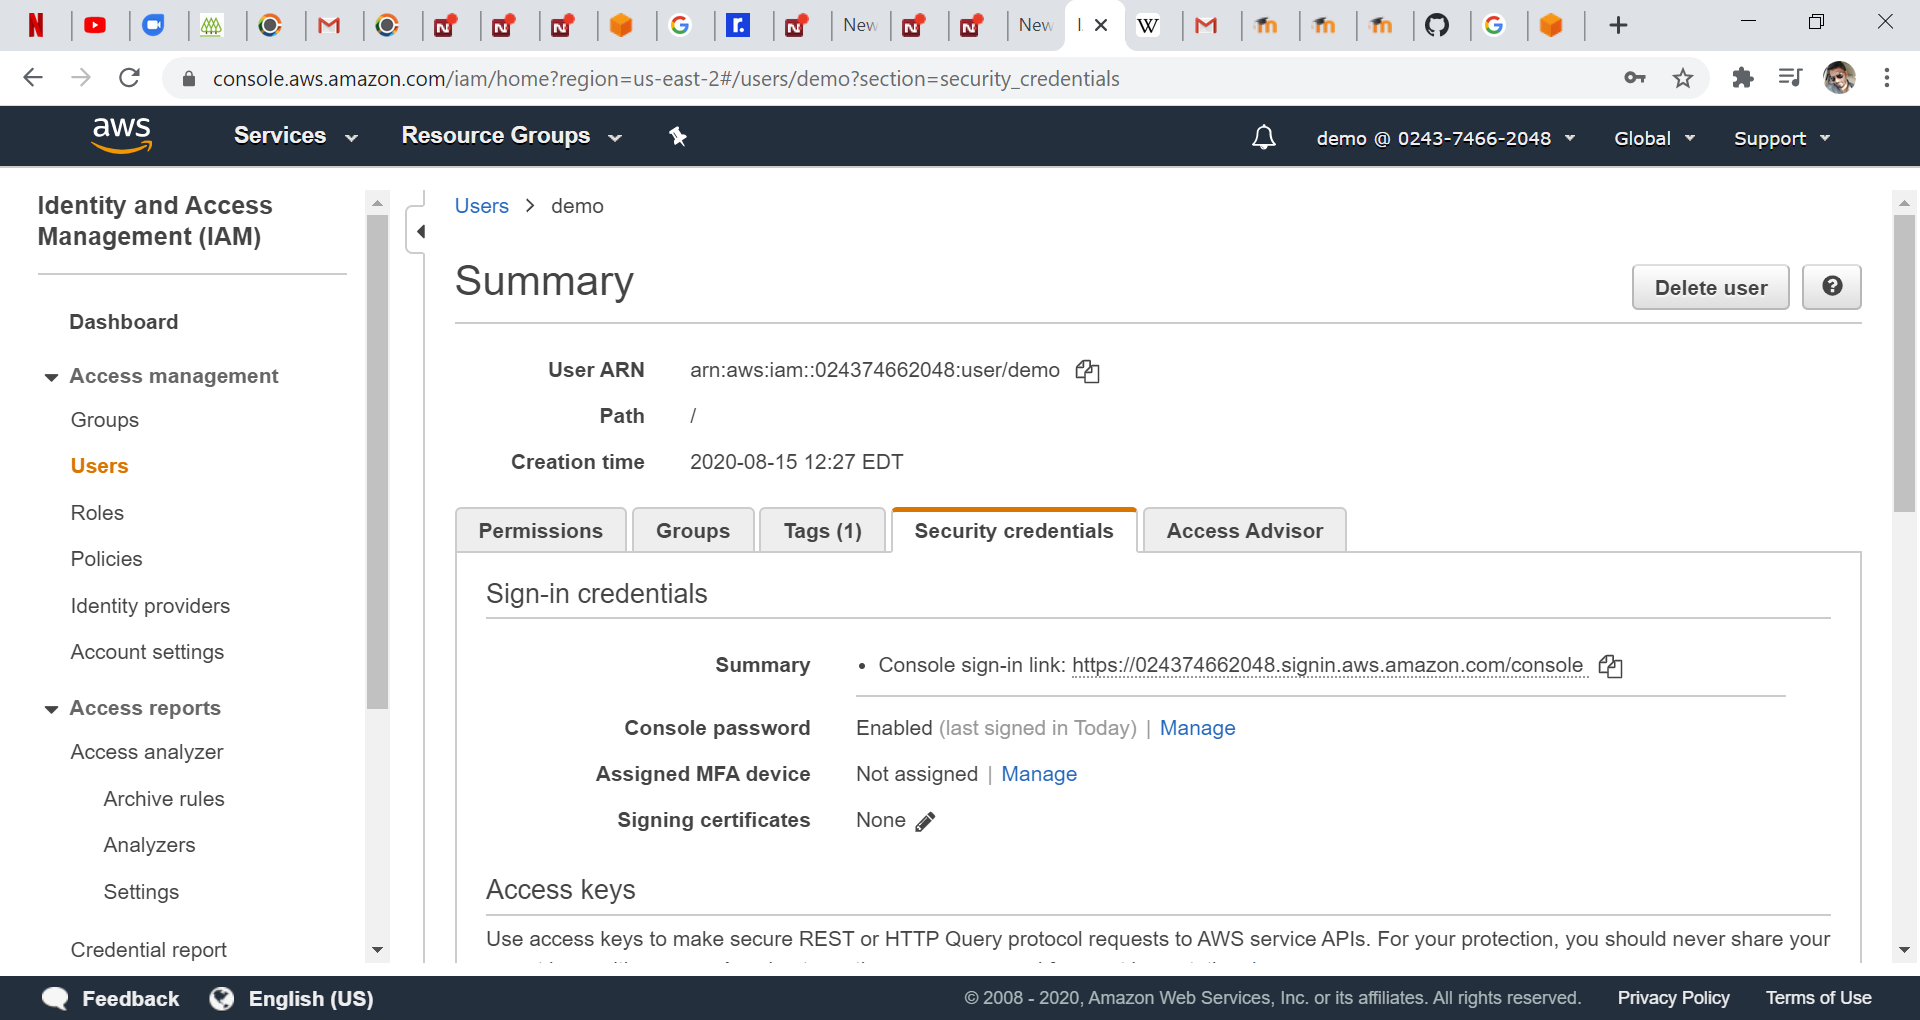 New
New
console.aws.amazon.com/iam/home?region=us-east-2#/users/demo?section=security_credentials
aws
Services
Resource Groups
demo @ 0243-7466-2048
Global
Support
Identity and Access
Management (IAM)
Dashboard
Access management
Groups
Users
Roles
Policies
Identity providers
Account settings
Access reports
Access analyzer
Archive rules
Analyzers
Settings
Credential report
Users > demo
Summary
Delete user
User ARN arn:aws:iam::024374662048:user/demo
Path /
Creation time 2020-08-15 12:27 EDT
Permissions
Groups
Tags (1)
Security credentials
Access Advisor
Sign-in credentials
Summary • Console sign-in link: https://024374662048.signin.aws.amazon.com/console
Console password Enabled (last signed in Today) | Manage
Assigned MFA device Not assigned | Manage
Signing certificates None
Access keys
Use access keys to make secure REST or HTTP Query protocol requests to AWS service APIs. For your protection, you should never share your
Feedback
English (US)
© 2008 - 2020, Amazon Web Services, Inc. or its affiliates. All rights reserved.
Privacy Policy
Terms of Use